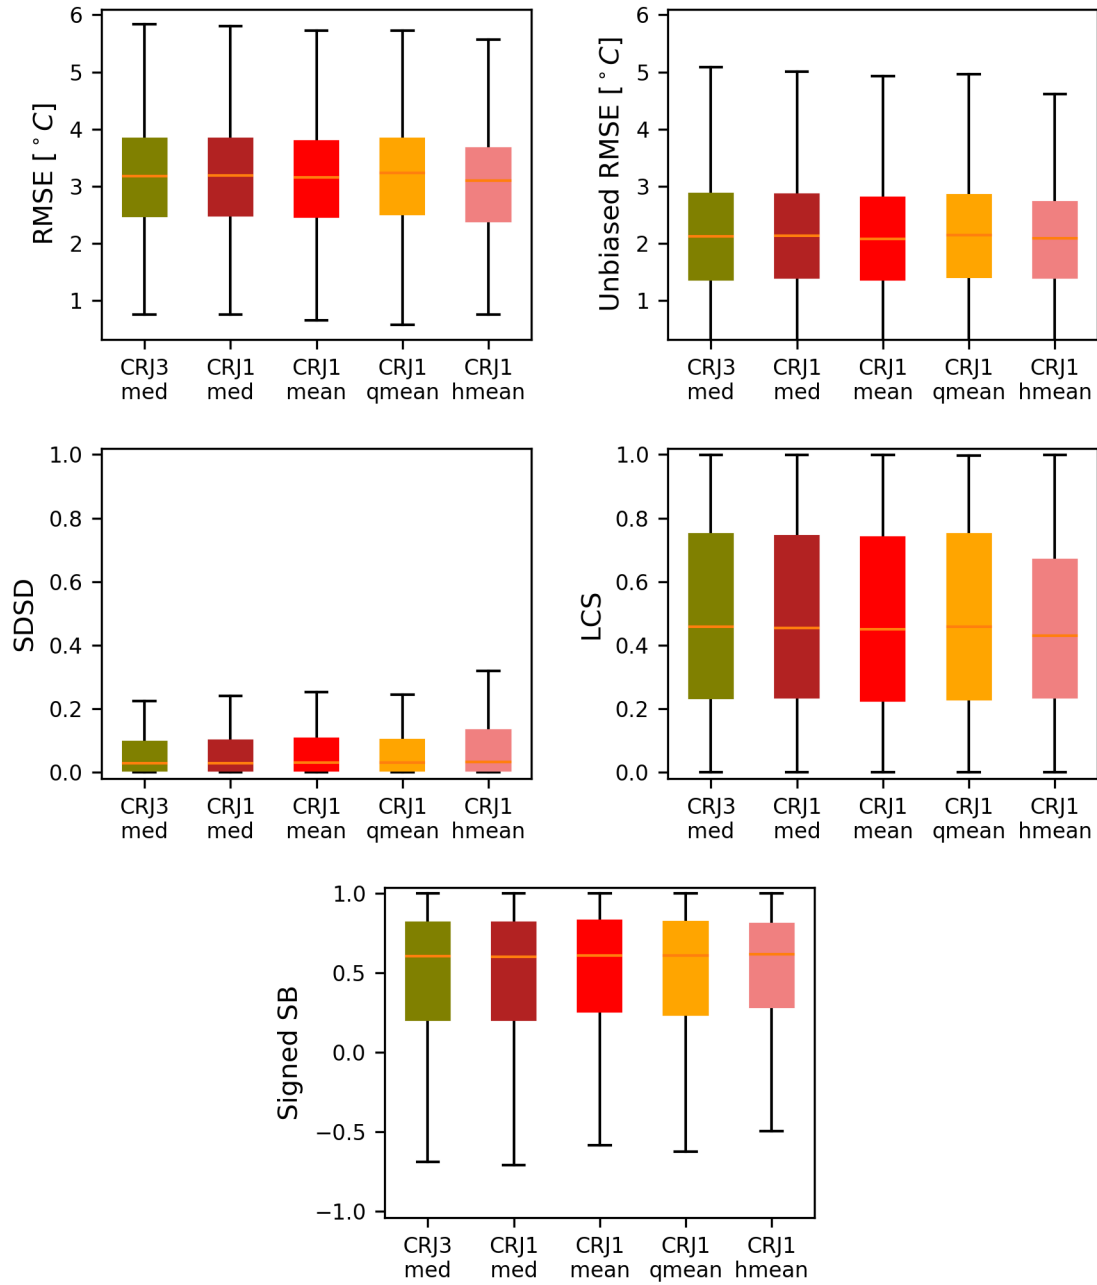 RMSE [°C]
6
5
4
3
2
1
CRJ3 med
CRJ1 med
CRJ1 mean
CRJ1 qmean
CRJ1 hmean
Unbiased RMSE [°C]
6
5
4
3
2
1
CRJ3 med
CRJ1 med
CRJ1 mean
CRJ1 qmean
CRJ1 hmean
SDSD
1.0
0.8
0.6
0.4
0.2
0.0
CRJ3 med
CRJ1 med
CRJ1 mean
CRJ1 qmean
CRJ1 hmean
LCS
1.0
0.8
0.6
0.4
0.2
0.0
CRJ3 med
CRJ1 med
CRJ1 mean
CRJ1 qmean
CRJ1 hmean
Signed SB
1.0
0.5
0.0
−0.5
−1.0
CRJ3 med
CRJ1 med
CRJ1 mean
CRJ1 qmean
CRJ1 hmean